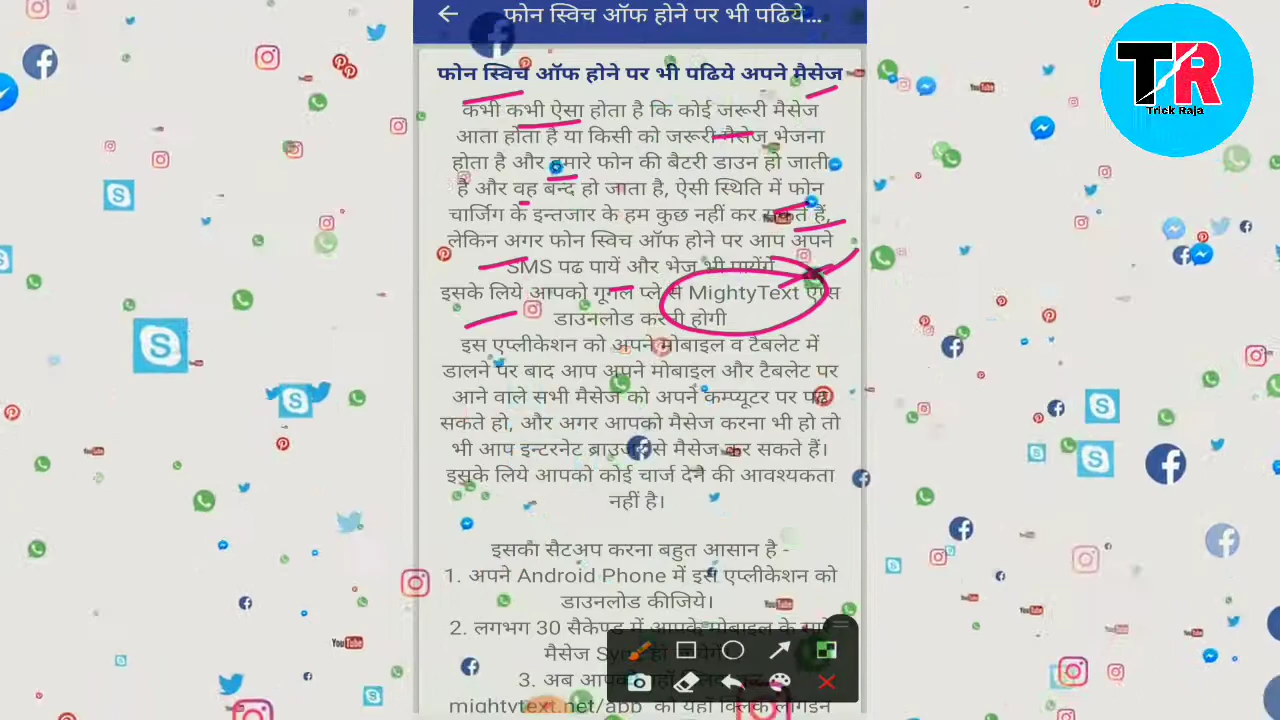 फोन स्विच ऑफ होने पर भी पढिये...
TR
Trick Raja
फोन स्विच ऑफ होने पर भी पढिये अपने मैसेज
कभी कभी ऐसा होता है कि कोई जरूरी मैसेज
आता होता है या किसी को जरूरी मैसेज भेजना
होता है और हमारे फोन की बैटरी डाउन हो जाती
है और वह बन्द हो जाता है, ऐसी स्थिति में फोन
चार्जिग के इन्तजार के हम कुछ नहीं कर सकते हैं,
लेकिन अगर फोन स्विच ऑफ होने पर आप अपने
SMS पढ पायें और भेज भी पायेंगे
इसके लिये आपको गूगल प्ले से MightyText एप्स
डाउनलोड करनी होगी
इस एप्लीकेशन को अपने मोबाइल व टैबलेट में
डालने पर बाद आप अपने मोबाइल और टैबलेट पर
आने वाले सभी मैसेज को अपने कम्प्यूटर पर पढ
सकते हो, और अगर आपको मैसेज करना भी हो तो
भी आप इन्टरनेट ब्राउजर से मैसेज कर सकते हैं।
इसके लिये आपको कोई चार्ज देने की आवश्यकता
नहीं है।
इसका सैटअप करना बहुत आसान है -
1. अपने Android Phone में इस एप्लीकेशन को
डाउनलोड कीजिये।
2. लगभग 30 सैकेण्ड में आपके मोबाइल के सारे
मैसेज
3. अब
mightytext.net/app को यहॉ क्लिक लॉगइन